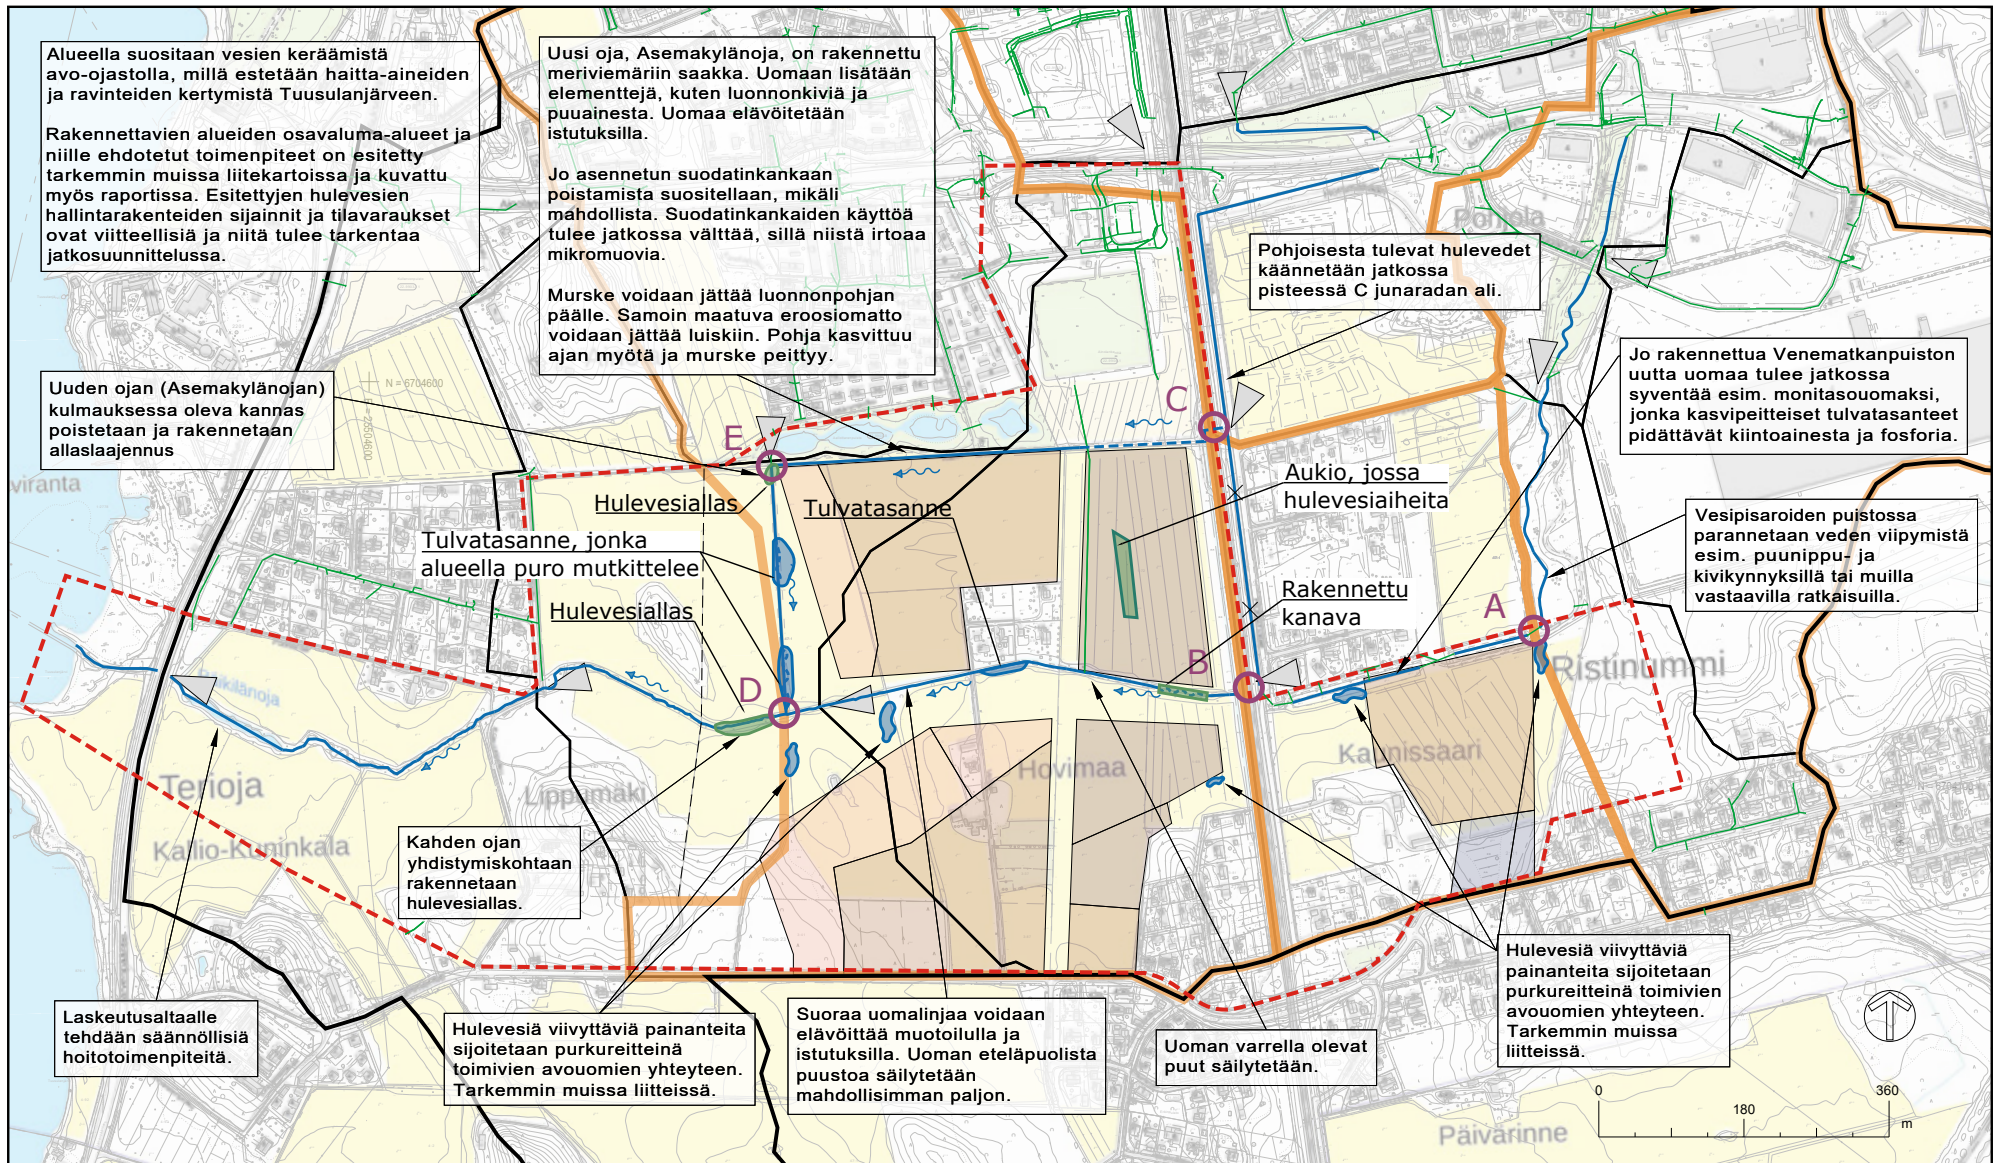 Alueella suositaan vesien keräämistä
avo-ojastolla, millä estetään haitta-aineiden
ja ravinteiden kertymistä Tuusulanjärveen.
Rakennettavien alueiden osavaluma-alueet ja
niille ehdotetut toimenpiteet on esitetty
tarkemmin muissa liitekartoissa ja kuvattu
myös raportissa. Esitettyjen hulevesien
hallintarakenteiden sijainnit ja tilavaraukset
ovat viitteellisiä ja niitä tulee tarkentaa
jatkosuunnittelussa.
Uusi oja, Asemakylänoja, on rakennettu
meriviemäriin saakka. Uomaan lisätään
elementtejä, kuten luonnonkiviä ja
puuainesta. Uomaa elävöitetään
istutuksilla.
Jo asennetun suodatinkankaan
poistamista suositellaan, mikäli
mahdollista. Suodatinkankaiden käyttöä
tulee jatkossa välttää, sillä niistä irtoaa
mikromuovia.
Murske voidaan jättää luonnonpohjan
päälle. Samoin maatuva eroosiomatto
voidaan jättää luiskiin. Pohja kasvittuu
ajan myötä ja murske peittyy.
Pohjoisesta tulevat hulevedet
käännetään jatkossa
pisteessä C junaradan ali.
Jo rakennettua Venematkanpuiston
uutta uomaa tulee jatkossa
syventää esim. monitasouomaksi,
jonka kasvipeitteiset tulvatasanteet
pidättävät kiintoainesta ja fosforia.
Uuden ojan (Asemakylänojan)
kulmauksessa oleva kannas
poistetaan ja rakennetaan
allaslaajennus
N = 6704600
viranta
C
E
Hulevesiallas
Tulvatasanne
Aukio, jossa
hulevesiaiheita
Tulvatasanne, jonka
alueella puro mutkittelee
Hulevesiallas
Rakennettu
kanava
Vesipisaroiden puistossa
parannetaan veden viipymistä
esim. puunippu- ja
kivikynnyksillä tai muilla
vastaavilla ratkaisuilla.
A
B
D
Ristinummi
Terioja
Kallio-Kuninkala
Lippamäki
Hovimaa
Kaunissaari
Kahden ojan
yhdistymiskohtaan
rakennetaan
hulevesiallas.
Laskeutusaltaalle
tehdään säännöllisiä
hoitotoimenpiteitä.
Hulevesiä viivyttäviä painanteita
sijoitetaan purkureitteinä
toimivien avouomien yhteyteen.
Tarkemmin muissa liitteissä.
Suoraa uomalinjaa voidaan
elävöittää muotoilulla ja
istutuksilla. Uoman eteläpuolista
puustoa säilytetään
mahdollisimman paljon.
Uoman varrella olevat
puut säilytetään.
Hulevesiä viivyttäviä
painanteita sijoitetaan
purkureitteinä toimivien
avouomien yhteyteen.
Tarkemmin muissa
liitteissä.
0
180
360
m
Päivärinne